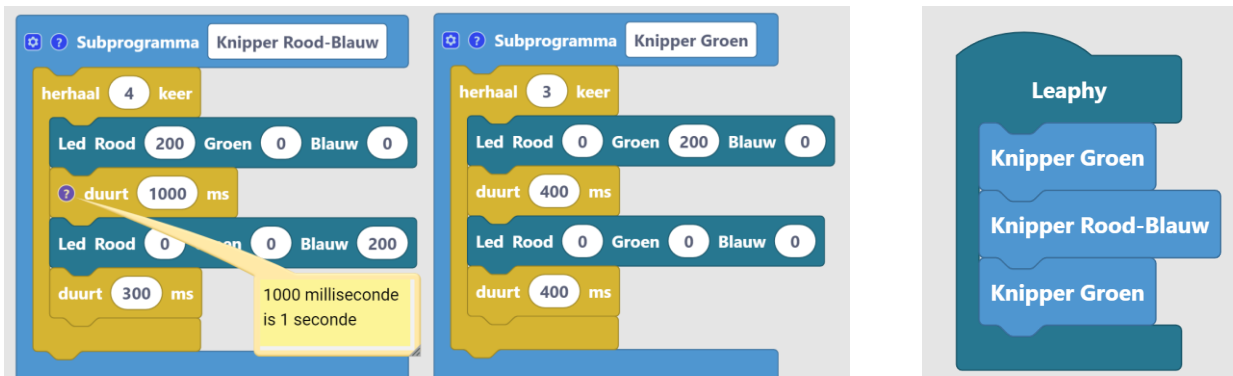 ? Subprogramma Knipper Rood-Blauw
herhaal 4 keer
Led Rood 200 Groen 0 Blauw 0
? duurt 1000 ms
Led Rood 0 0 Blauw 200
duurt 300 ms
1000 milliseconde
is 1 seconde
? Subprogramma Knipper Groen
herhaal 3 keer
Led Rood 0 Groen 200 Blauw 0
duurt 400 ms
Led Rood 0 Groen 0 Blauw 0
duurt 400 ms
Leaphy
Knipper Groen
Knipper Rood-Blauw
Knipper Groen